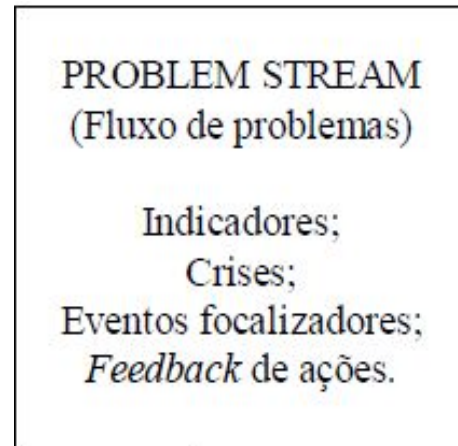 PROBLEM STREAM
(Fluxo de problemas)
Indicadores;
Crises;
Eventos focalizadores;
Feedback de ações.